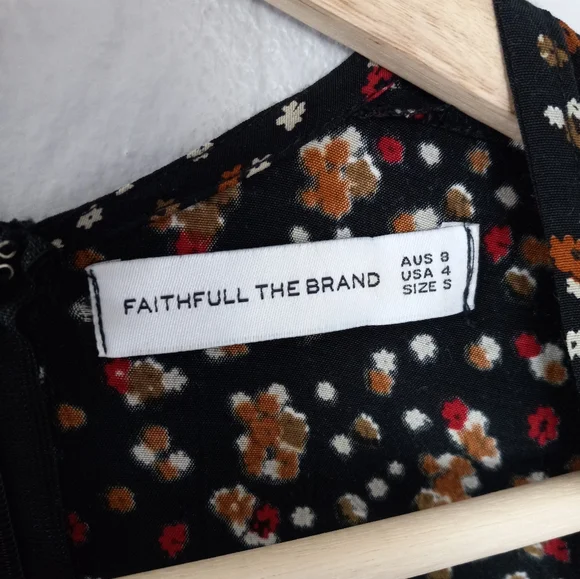 FAITHFULL THE BRAND
AUS 8
USA 4
SIZE S